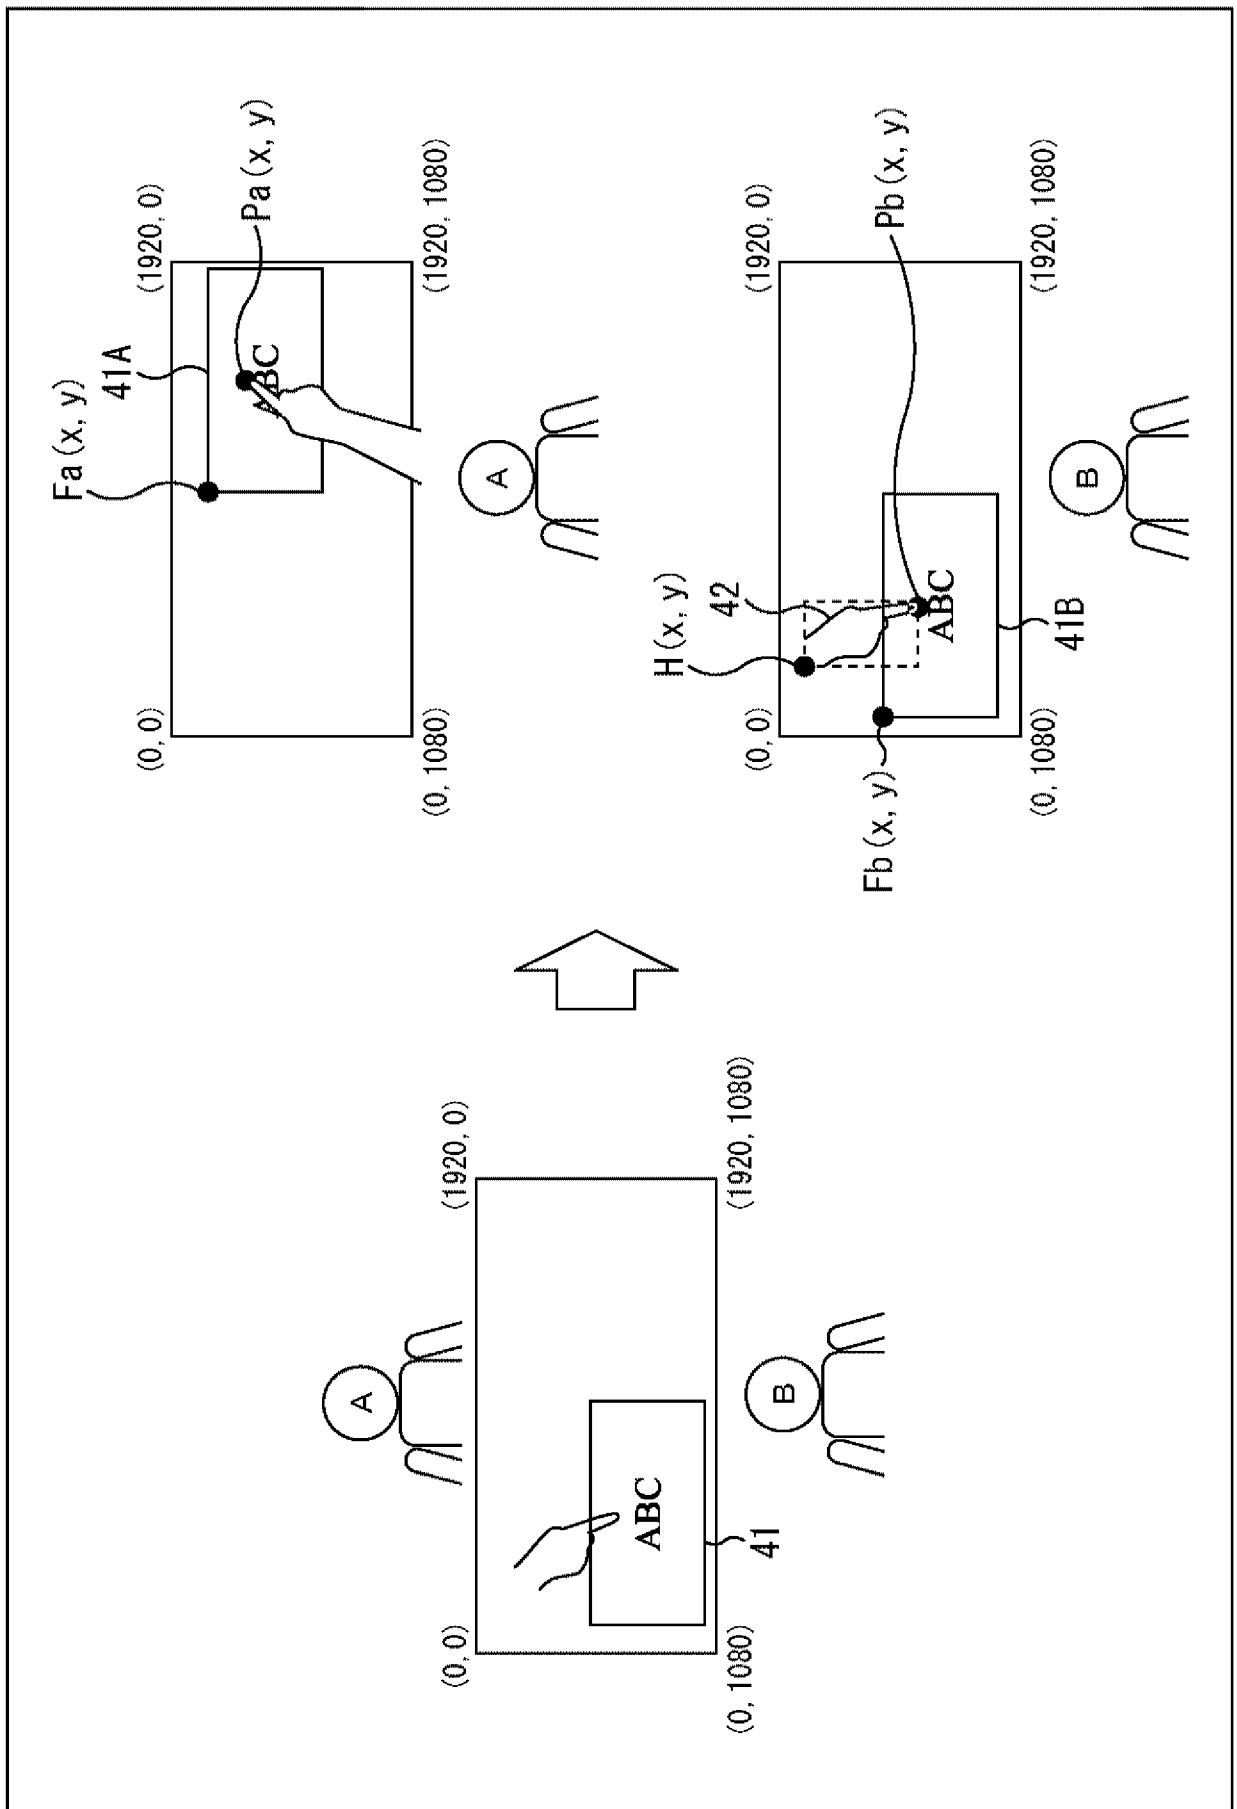 A
(0, 0)
(1920, 0)
ABC
(0, 1080)
41
(1920, 1080)
B
Fa(x, y)
41A
(0, 0)
(1920, 0)
Pa(x, y)
ABC
(0, 1080)
(1920, 1080)
A
H(x, y)
42
(0, 0)
(1920, 0)
Fb(x, y)
ABC
Pb(x, y)
(0, 1080)
41B
(1920, 1080)
B